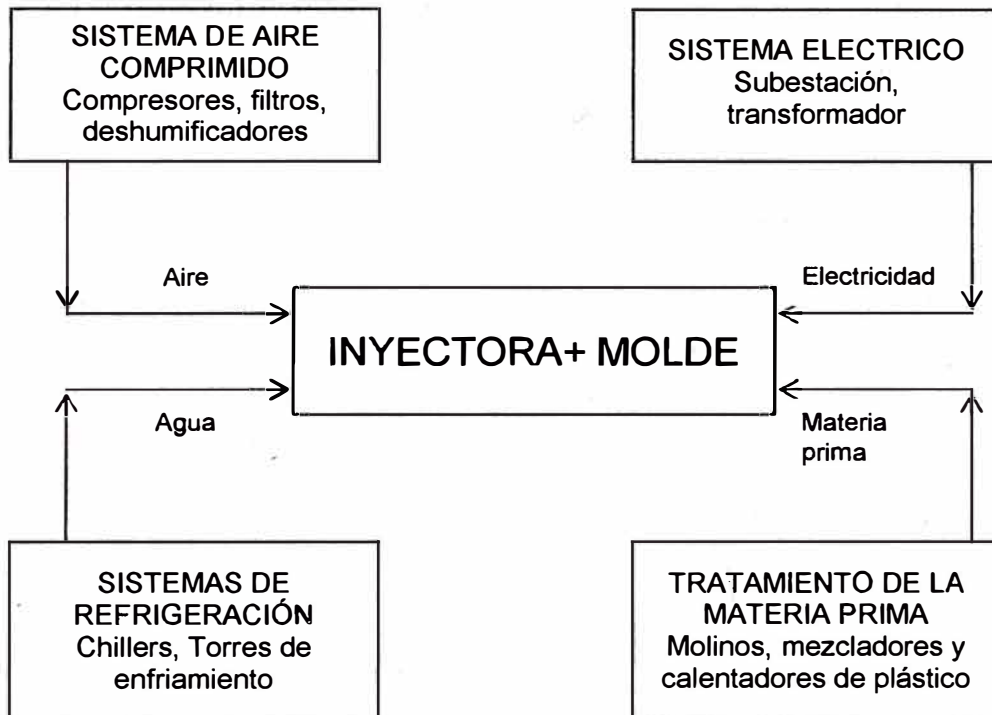 SISTEMA DE AIRE
COMPRIMIDO
Compresores, filtros,
deshumificadores
SISTEMA ELECTRICO
Subestación,
transformador
Aire
Electricidad
INYECTORA+ MOLDE
Agua
Materia
prima
SISTEMAS DE
REFRIGERACIÓN
Chillers, Torres de
enfriamiento
TRATAMIENTO DE LA
MATERIA PRIMA
Molinos, mezcladores y
calentadores de plástico